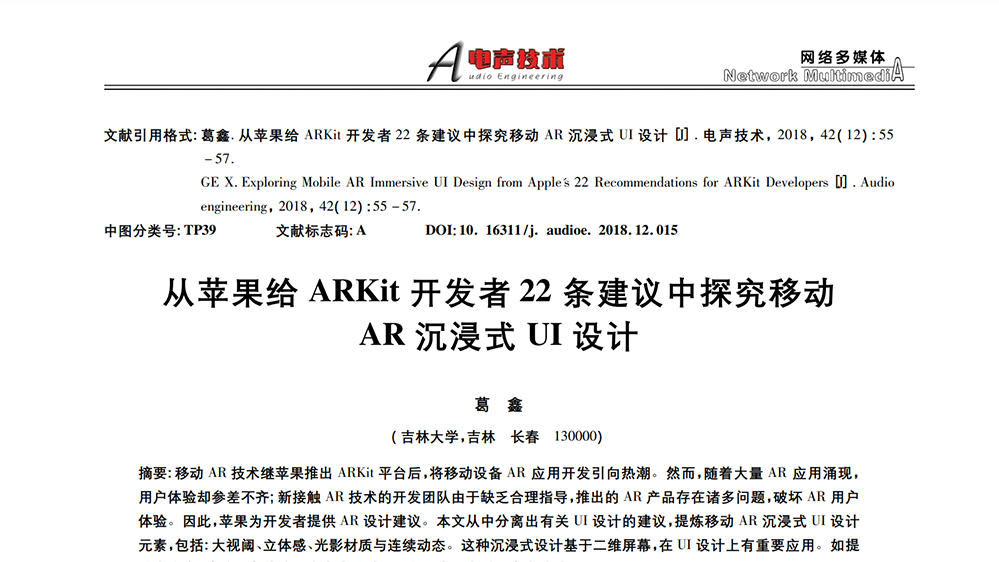 电声技术
Audio Engineering
网络多媒体
Network MultimediA
文献引用格式: 葛鑫. 从苹果给 ARKit 开发者 22 条建议中探究移动 AR 沉浸式 UI 设计 [J]. 电声技术, 2018, 42(12):55
-57.
GE X. Exploring Mobile AR Immersive UI Design from Apple's 22 Recommendations for ARKit Developers [J]. Audio
engineering, 2018, 42(12):55-57.
中图分类号: TP39 文献标志码: A DOI: 10. 16311/j. audioe. 2018. 12. 015
从苹果给 ARKit 开发者 22 条建议中探究移动
AR 沉浸式 UI 设计
葛 鑫
(吉林大学,吉林 长春 130000)
摘要: 移动 AR 技术继苹果推出 ARKit 平台后,将移动设备 AR 应用开发引向热潮。然而,随着大量 AR 应用涌现,
用户体验却参差不齐;新接触 AR 技术的开发团队由于缺乏合理指导,推出的 AR 产品存在诸多问题,破坏 AR 用户
体验。因此,苹果为开发者提供 AR 设计建议。本文从中分离出有关 UI 设计的建议,提炼移动 AR 沉浸式 UI 设计
元素,包括:大视阈、立体感、光影材质与连续动态。这种沉浸式设计基于二维屏幕,在 UI 设计上有重要应用。如提